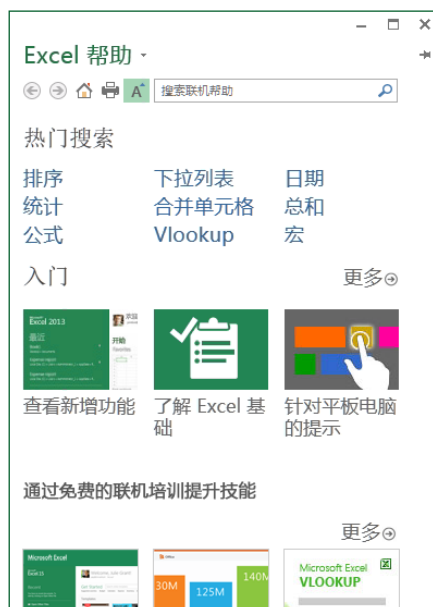 Excel 帮助
搜索联机帮助
热门搜索
排序 下拉列表 日期
统计 合并单元格 总和
公式 Vlookup 宏
入门 更多
Excel 2013
最近
开始
查看新增功能 了解 Excel 基础 针对平板电脑的提示
通过免费的联机培训提升技能
更多
Microsoft Excel
30M 125M 140M
Microsoft Excel
VLOOKUP